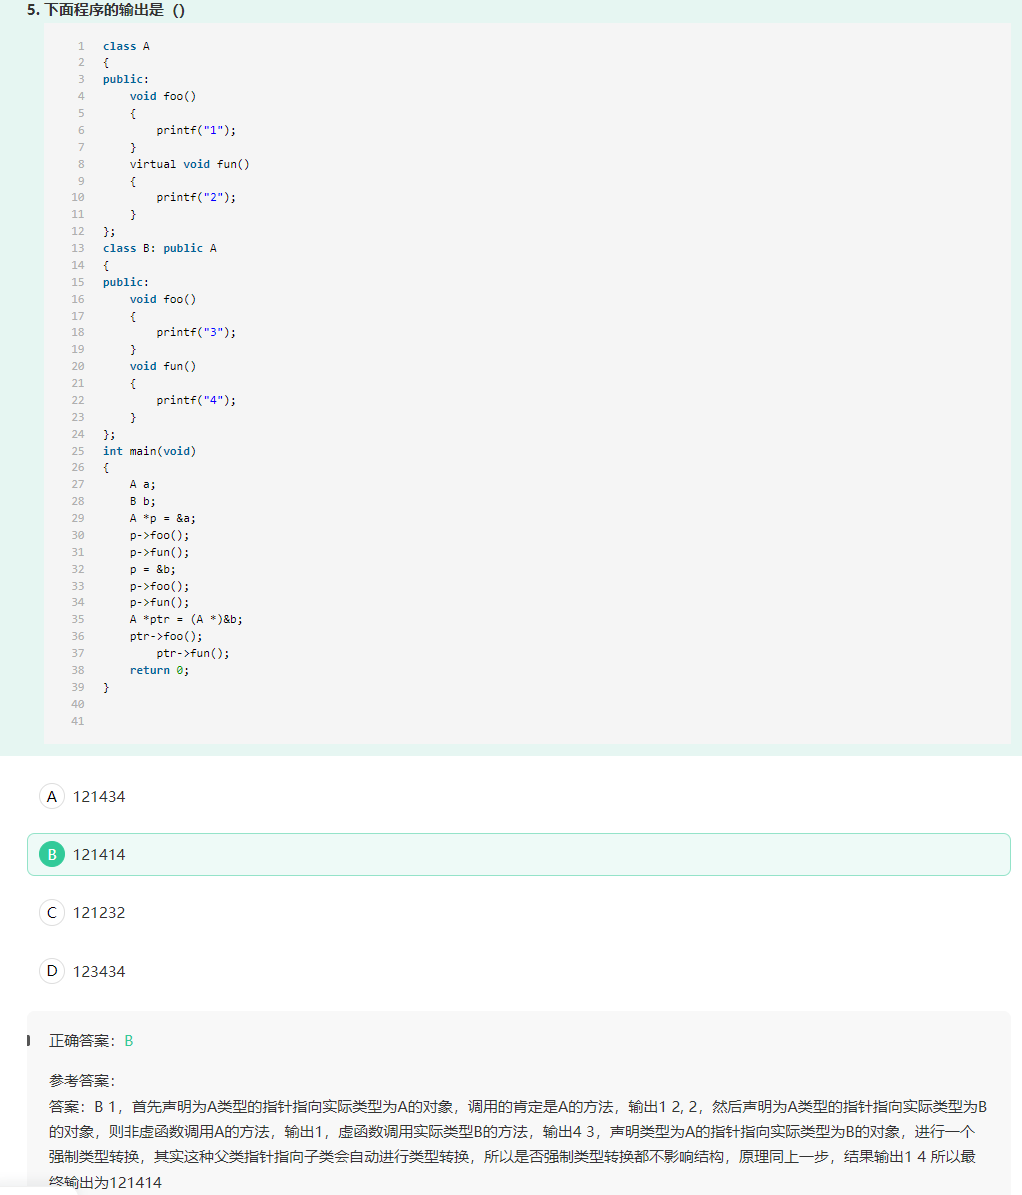 5. 下面程序的输出是（）
1 class A
2 {
3 public:
4 void foo()
5 {
6 printf("1");
7 }
8 virtual void fun()
9 {
10 printf("2");
11 }
12 };
13 class B: public A
14 {
15 public:
16 void foo()
17 {
18 printf("3");
19 }
20 void fun()
21 {
22 printf("4");
23 }
24 };
25 int main(void)
26 {
27 A a;
28 B b;
29 A *p = &a;
30 p->foo();
31 p->fun();
32 p = &b;
33 p->foo();
34 p->fun();
35 A *ptr = (A *)&b;
36 ptr->foo();
37 ptr->fun();
38 return 0;
39 }
40
41
A 121434
B 121414
C 121232
D 123434
正确答案：B
参考答案：
答案：B 1，首先声明为A类型的指针指向实际类型为A的对象，调用的肯定是A的方法，输出1 2, 2，然后声明为A类型的指针指向实际类型为B
的对象，则非虚函数调用A的方法，输出1，虚函数调用实际类型B的方法，输出4 3，声明类型为A的指针指向实际类型为B的对象，进行一个
强制类型转换，其实这种父类指针指向子类会自动进行类型转换，所以是否强制类型转换都不影响结构，原理同上一步，结果输出1 4 所以最
终输出为121414